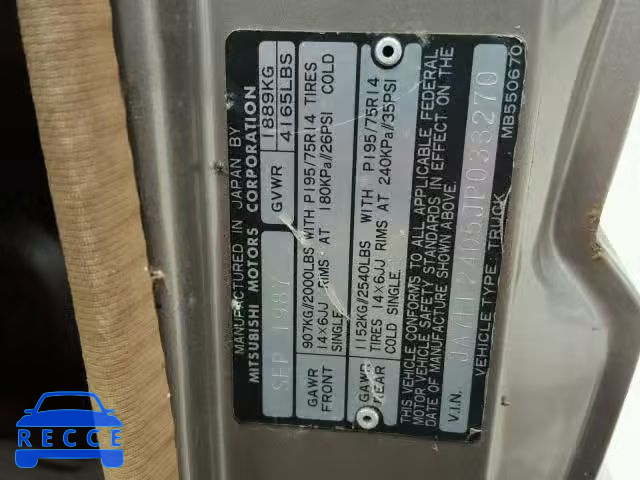 MANUFACTURED IN JAPAN BY
MITSUBISHI MOTORS CORPORATION
SEP 1987 GVWR 1889KG
4165LBS
GAWR FRONT 907KG//2000LBS WITH P195/75R14 TIRES
14×6JJ RIMS AT 180KPa//26PSI COLD
SINGLE
GAWR REAR 1152KG//2540LBS WITH P195/75R14
TIRES 14×6JJ RIMS AT 240KPa//35PSI
COLD SINGLE.
THIS VEHICLE CONFORMS TO ALL APPLICABLE FEDERAL
MOTOR VEHICLE SAFETY STANDARDS IN EFFECT ON THE
DATE OF MANUFACTURE SHOWN ABOVE.
V.I.N.
VEHICLE TYPE: TRUCK
MB550670
RECCE